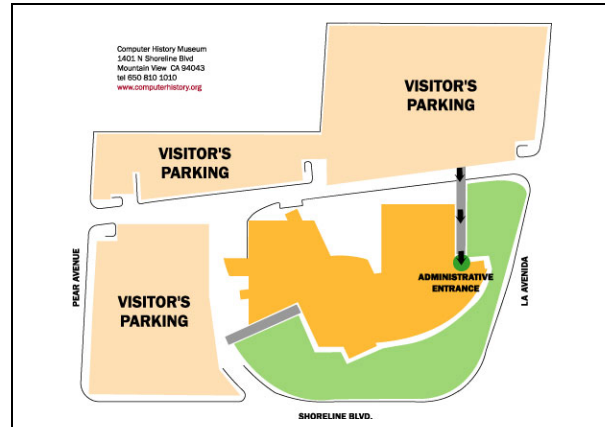 Computer History Museum
1401 N Shoreline Blvd
Mountain View CA 94043
tel 650 810 1010
www.computerhistory.org
VISITOR'S
PARKING
VISITOR'S
PARKING
VISITOR'S
PARKING
PEAR AVENUE
ADMINISTRATIVE
ENTRANCE
LA AVENIDA
SHORELINE BLVD.